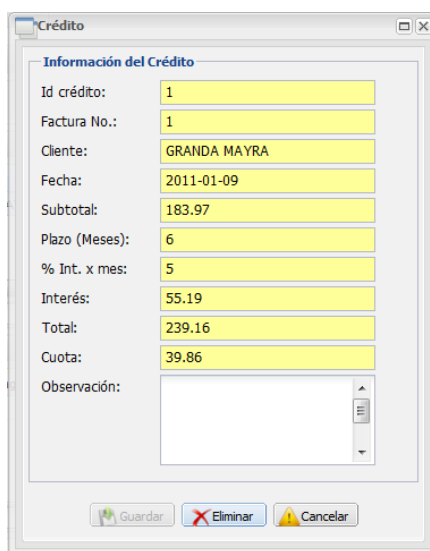 Crédito
Información del Crédito
Id crédito: 1
Factura No.: 1
Cliente: GRANDA MAYRA
Fecha: 2011-01-09
Subtotal: 183.97
Plazo (Meses): 6
% Int. x mes: 5
Interés: 55.19
Total: 239.16
Cuota: 39.86
Observación:
Guardar Eliminar Cancelar